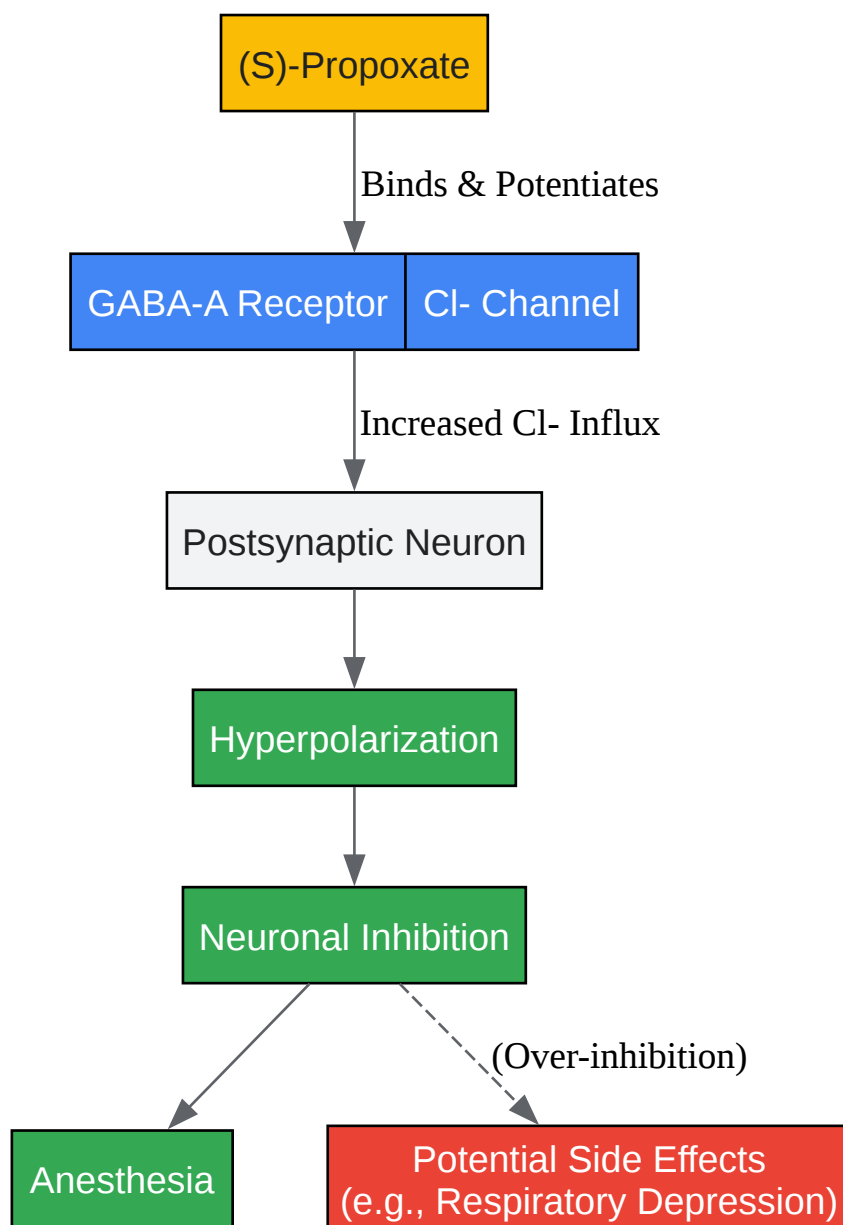 (S)-Propoxate
Binds & Potentiates
GABA-A Receptor
Cl- Channel
Increased Cl- Influx
Postsynaptic Neuron
Hyperpolarization
Neuronal Inhibition
(Over-inhibition)
Anesthesia
Potential Side Effects
(e.g., Respiratory Depression)